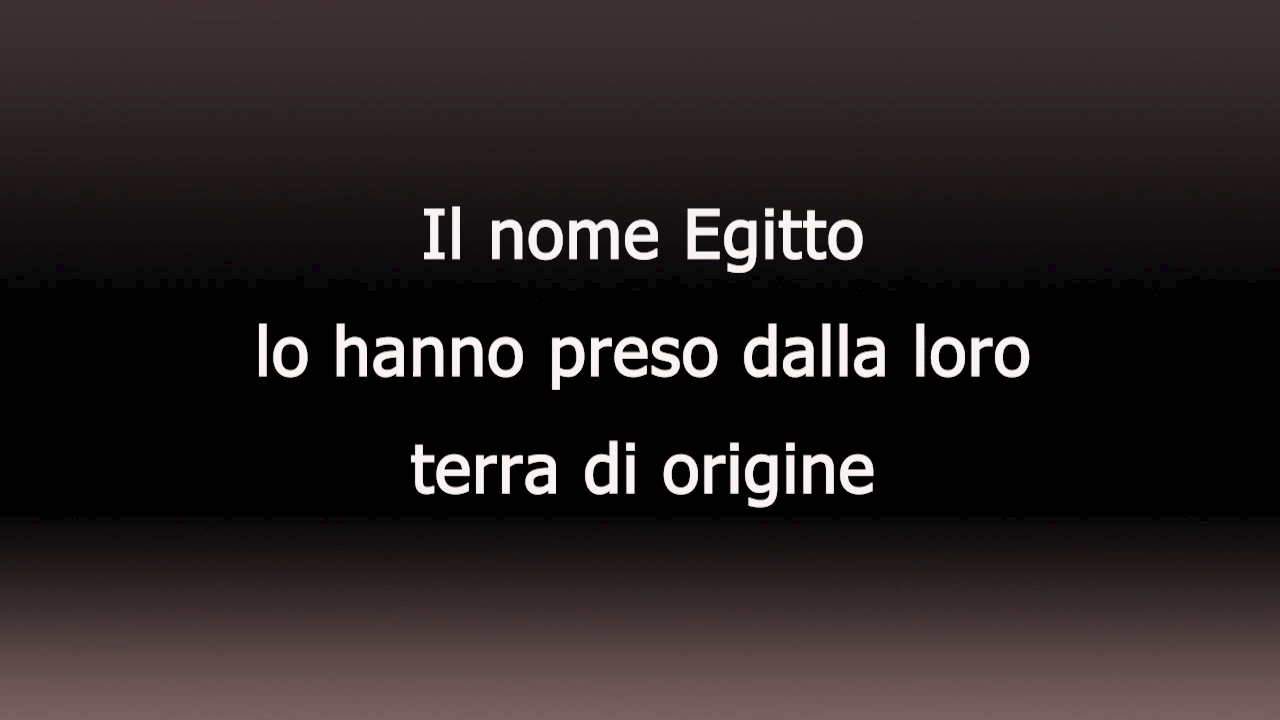 Il nome Egitto
lo hanno preso dalla loro
terra di origine